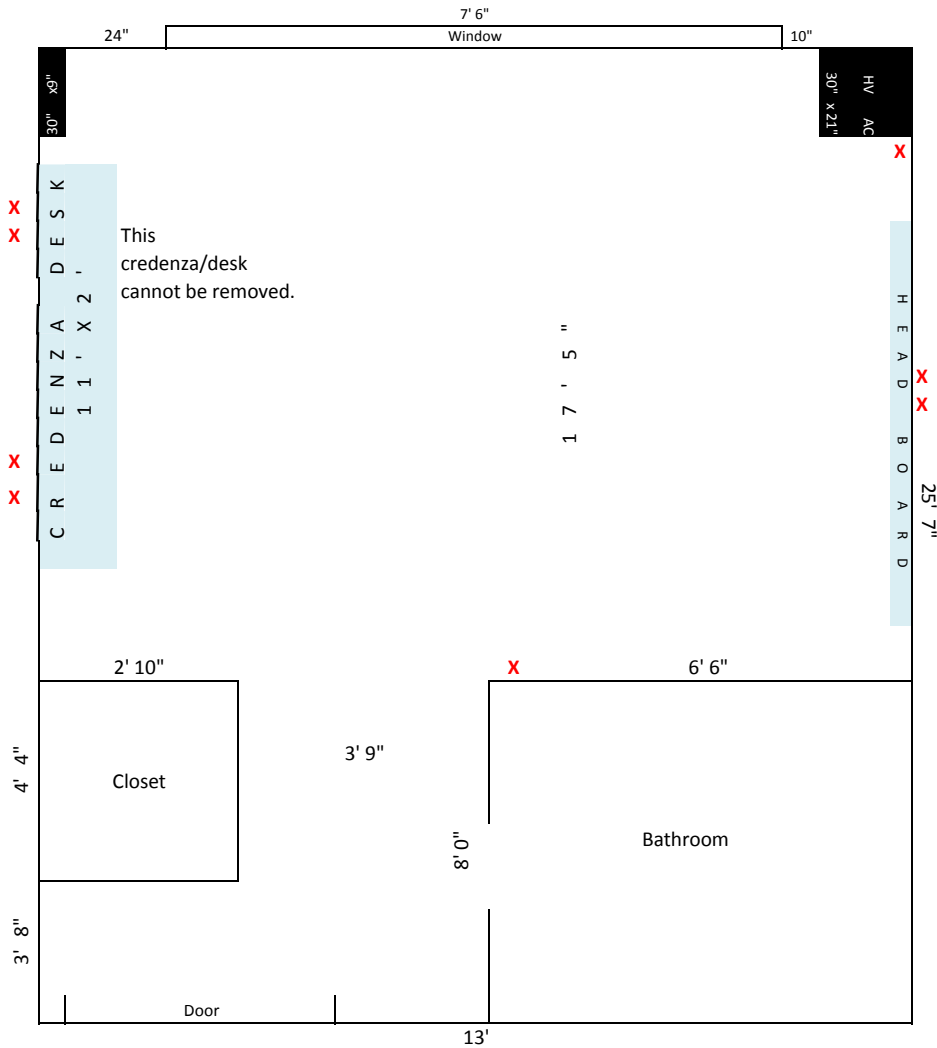 7' 6"
24"
Window
10"
30" x9"
HV AC
30" x 21"
X
X
X
CREDENZA DESK
11'X2'
This
credenza/desk
cannot be removed.
17'5"
HEAD BOARD
X
X
X
X
25' 7"
2' 10"
X
6' 6"
4' 4"
3' 9"
Closet
8' 0"
Bathroom
3' 8"
Door
13'